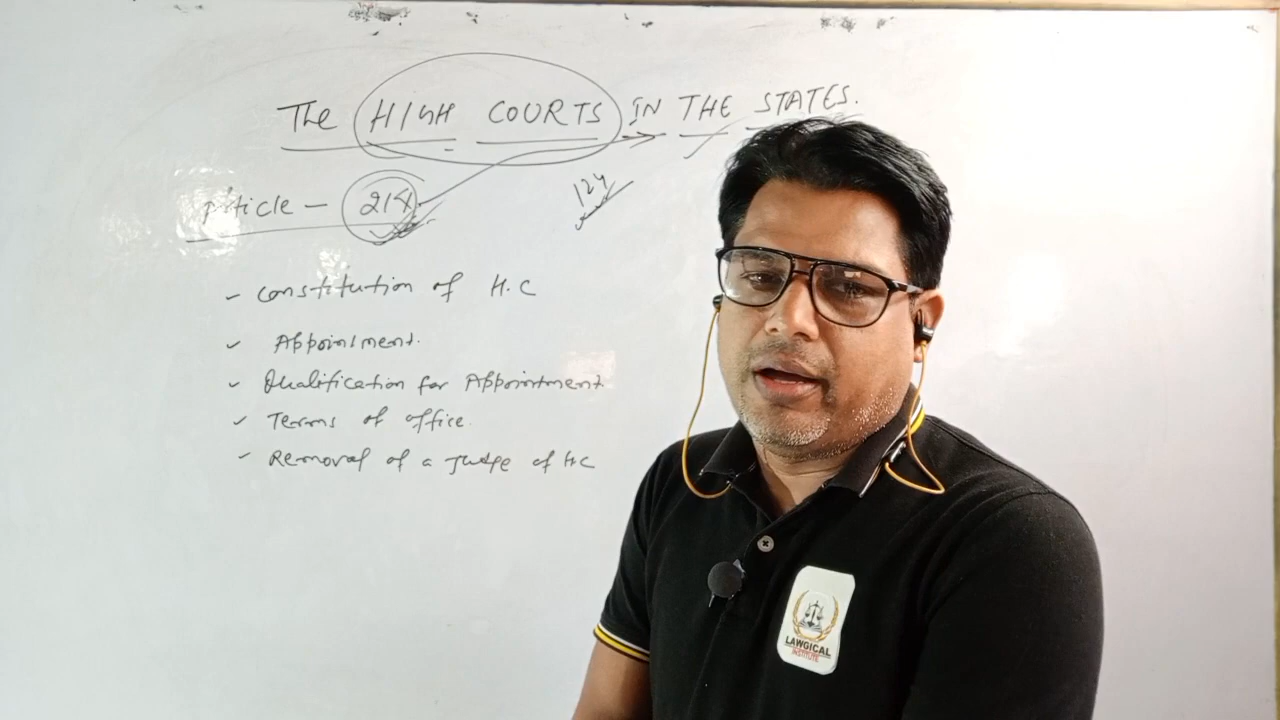 The HIGH COURTS IN THE STATES.
Article - 214
124
- Constitution of H.C
- Appointment.
- Qualification for Appointment
- Terms of office.
- Removal of a Judge of H.C
LAWGICAL
INSTITUTE